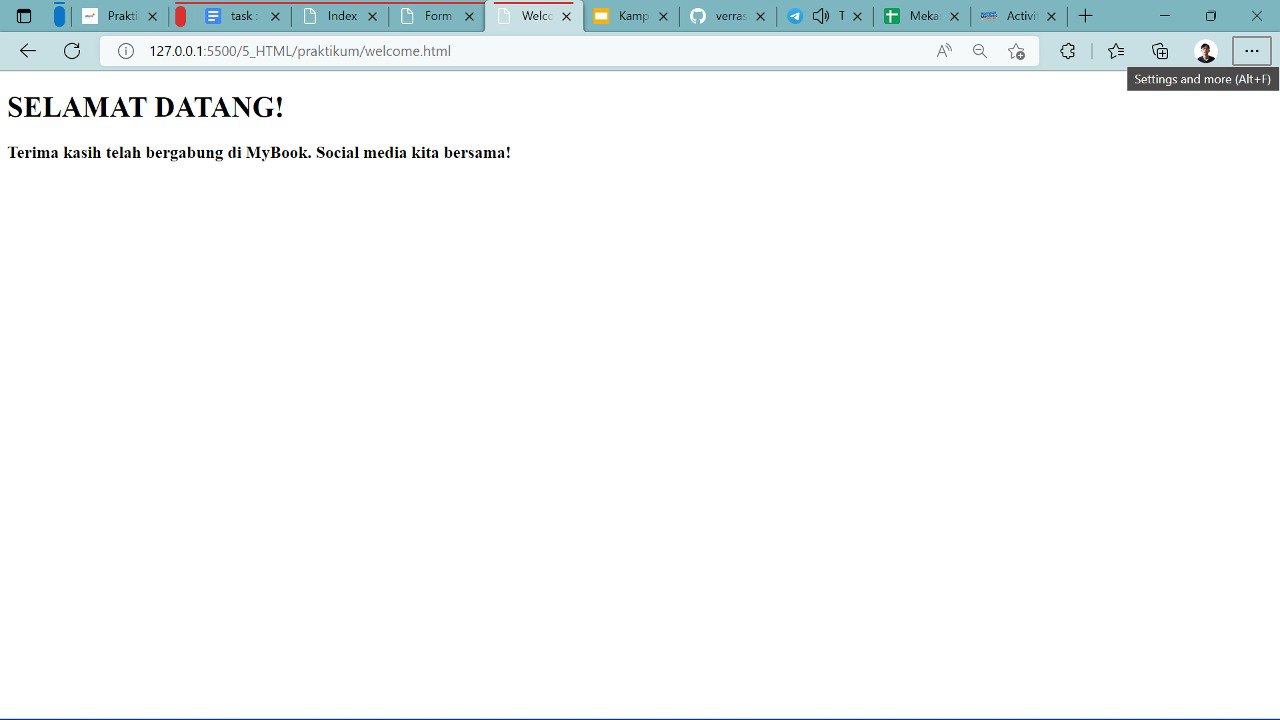 Prakti
task
Index
Form
Welco
Kamp
verras
T
Meka
Activ
127.0.0.1:5500/5_HTML/praktikum/welcome.html
Settings and more (Alt+F)
SELAMAT DATANG!
Terima kasih telah bergabung di MyBook. Social media kita bersama!